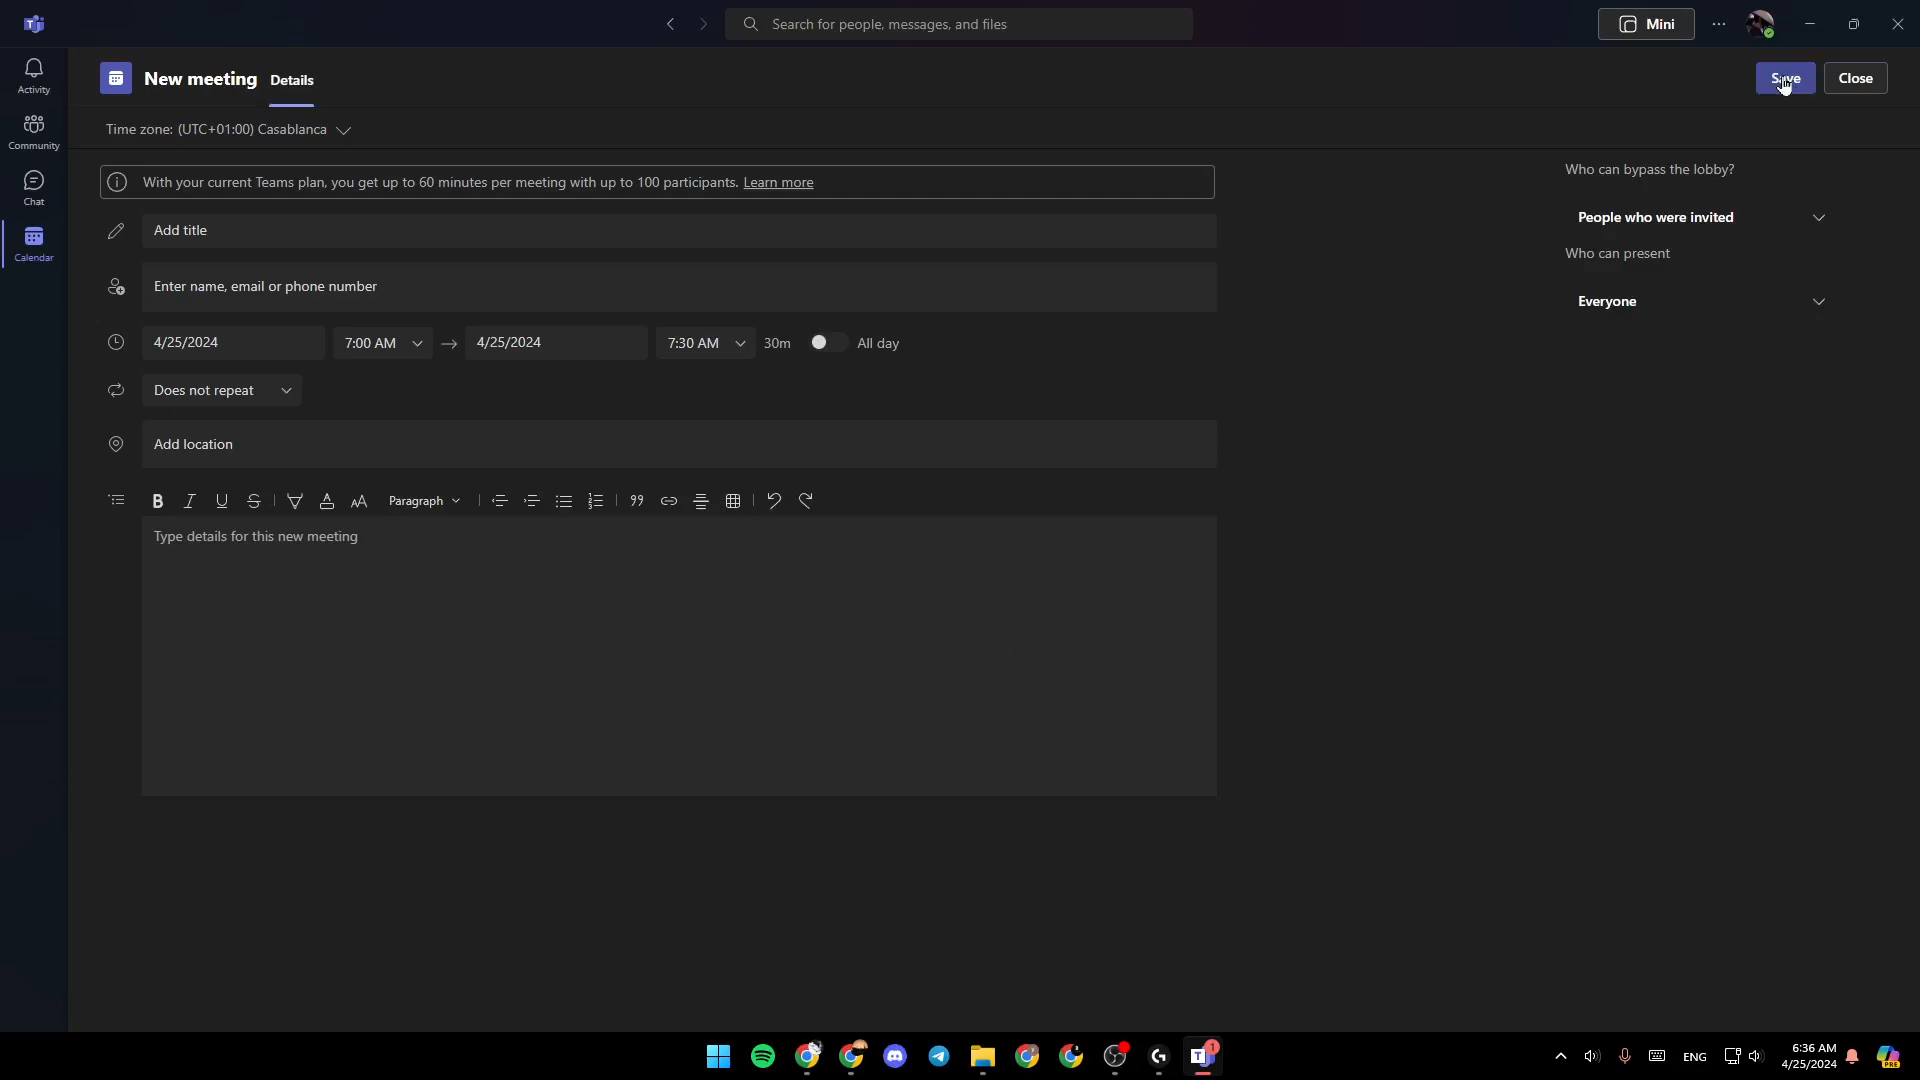 Search for people, messages, and files
Mini
Activity
Community
Chat
Calendar
New meeting
Details
Save
Close
Time zone: (UTC+01:00) Casablanca
With your current Teams plan, you get up to 60 minutes per meeting with up to 100 participants. Learn more
Add title
Enter name, email or phone number
4/25/2024
7:00 AM
4/25/2024
7:30 AM
30m
All day
Does not repeat
Add location
Paragraph
Type details for this new meeting
Who can bypass the lobby?
People who were invited
Who can present
Everyone
ENG
6:36 AM
4/25/2024